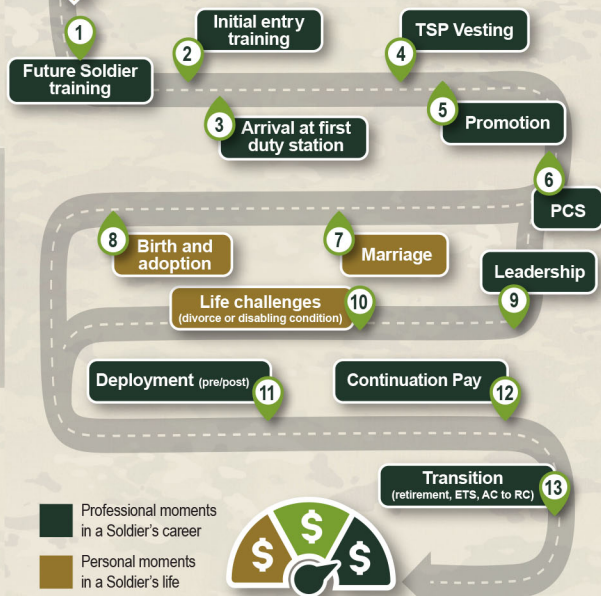 1
Future Soldier
training
2
Initial entry
training
3
Arrival at first
duty station
4
TSP Vesting
5
Promotion
6
PCS
7
Marriage
8
Birth and
adoption
9
Leadership
10
Life challenges
(divorce or disabling condition)
11
Deployment (pre/post)
12
Continuation Pay
13
Transition
(retirement, ETS, AC to RC)
Professional moments
in a Soldier's career
Personal moments
in a Soldier's life
$ $ $